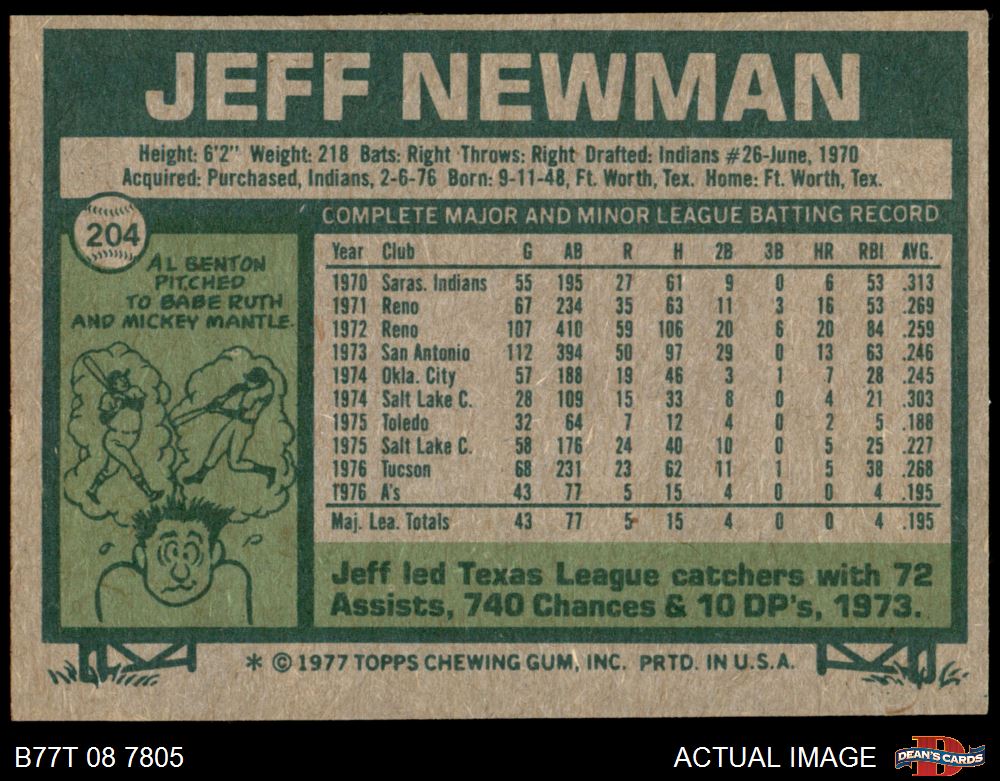 JEFF NEWMAN
Height: 6'2" Weight: 218 Bats: Right Throws: Right Drafted: Indians #26-June, 1970
Acquired: Purchased, Indians, 2-6-76 Born: 9-11-48, Ft. Worth, Tex. Home: Ft. Worth, Tex.
204
AL BENTON
PITCHED
TO BABE RUTH
AND MICKEY MANTLE.
COMPLETE MAJOR AND MINOR LEAGUE BATTING RECORD
Year Club G AB R H 2B 3B HR RBI AVG.
1970 Saras. Indians 55 195 27 61 9 0 6 53 .313
1971 Reno 67 234 35 63 11 3 16 53 .269
1972 Reno 107 410 59 106 20 6 20 84 .259
1973 San Antonio 112 394 50 97 29 0 13 63 .246
1974 Okla. City 57 188 19 46 3 1 7 28 .245
1974 Salt Lake C. 28 109 15 33 8 0 4 21 .303
1975 Toledo 32 64 7 12 4 0 2 5 .188
1975 Salt Lake C. 58 176 24 40 10 0 5 25 .227
1976 Tucson 68 231 23 62 11 1 5 38 .268
1976 A's 43 77 5 15 4 0 0 4 .195
Maj. Lea. Totals 43 77 5 15 4 0 0 4 .195
Jeff led Texas League catchers with 72
Assists, 740 Chances & 10 DP's, 1973.
* © 1977 TOPPS CHEWING GUM, INC. PRTD. IN U.S.A.
B77T 08 7805
ACTUAL IMAGE
D
DEAN'S CARDS